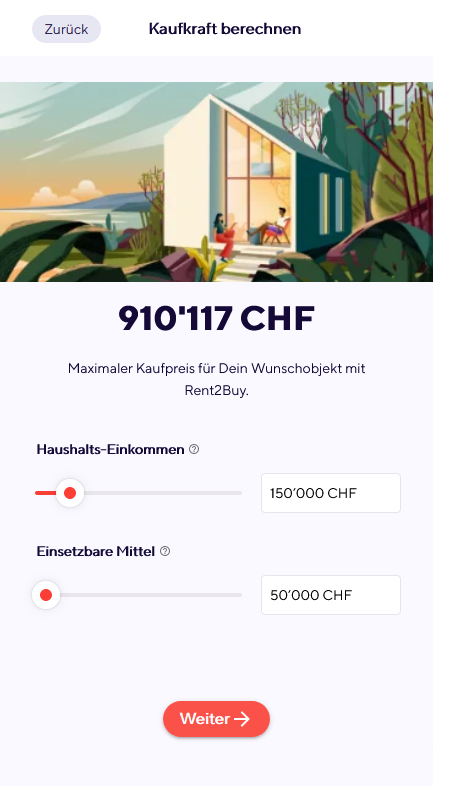 Zurück
Kaufkraft berechnen
910'117 CHF
Maximaler Kaufpreis für Dein Wunschobjekt mit
Rent2Buy.
Haushalts-Einkommen ?
150’000 CHF
Einsetzbare Mittel ?
50’000 CHF
Weiter →